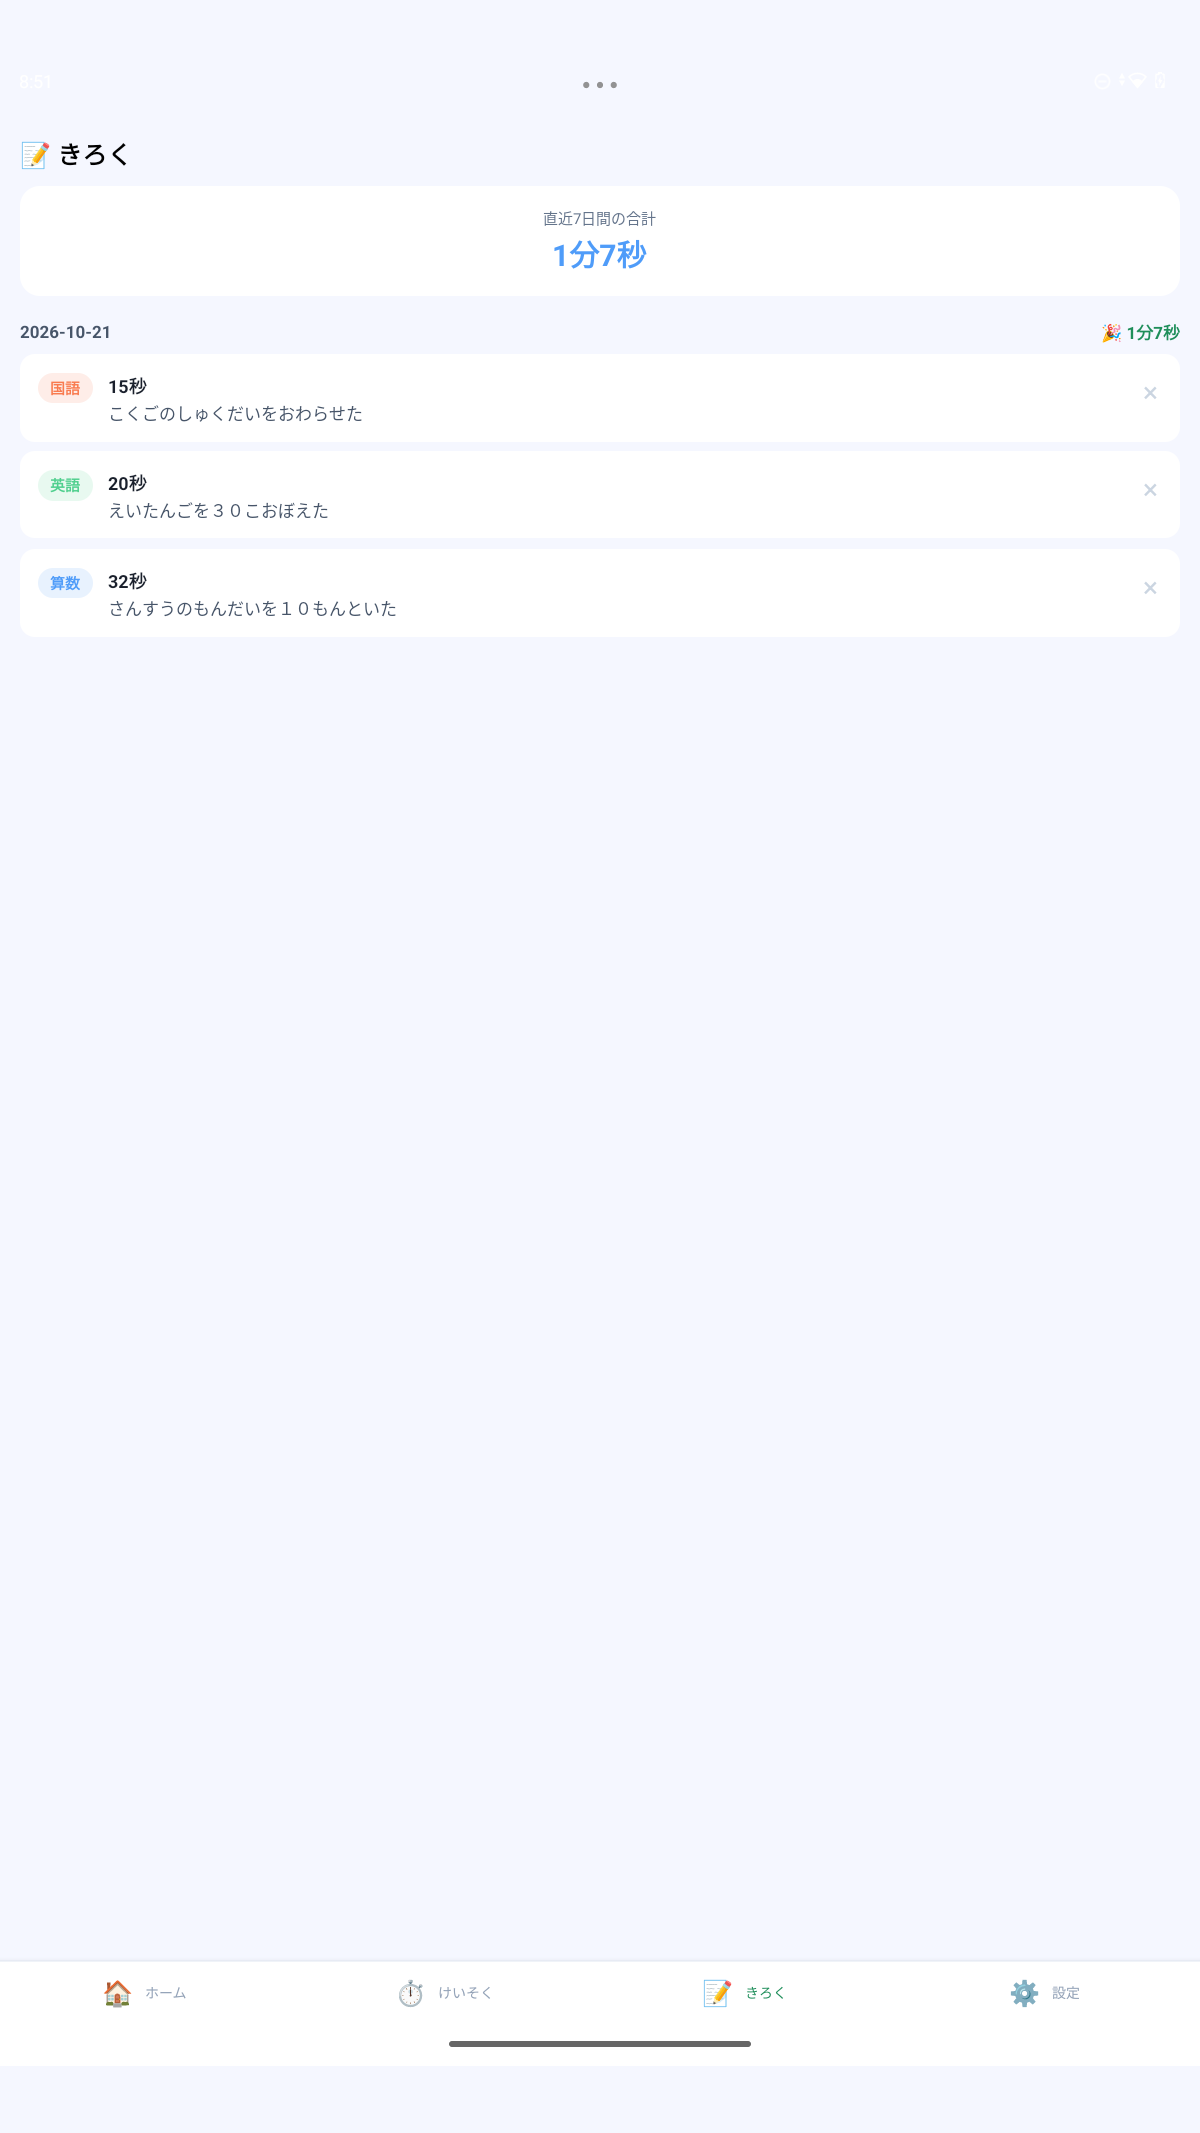 8:51
きろく
直近7日間の合計
1分7秒
2026-10-21
🎉 1分7秒
国語 15秒
こくごのしゅくだいをおわらせた
英語 20秒
えいたんごを３０こおぼえた
算数 32秒
さんすうのもんだいを１０もんといた
ホーム けいそく きろく 設定